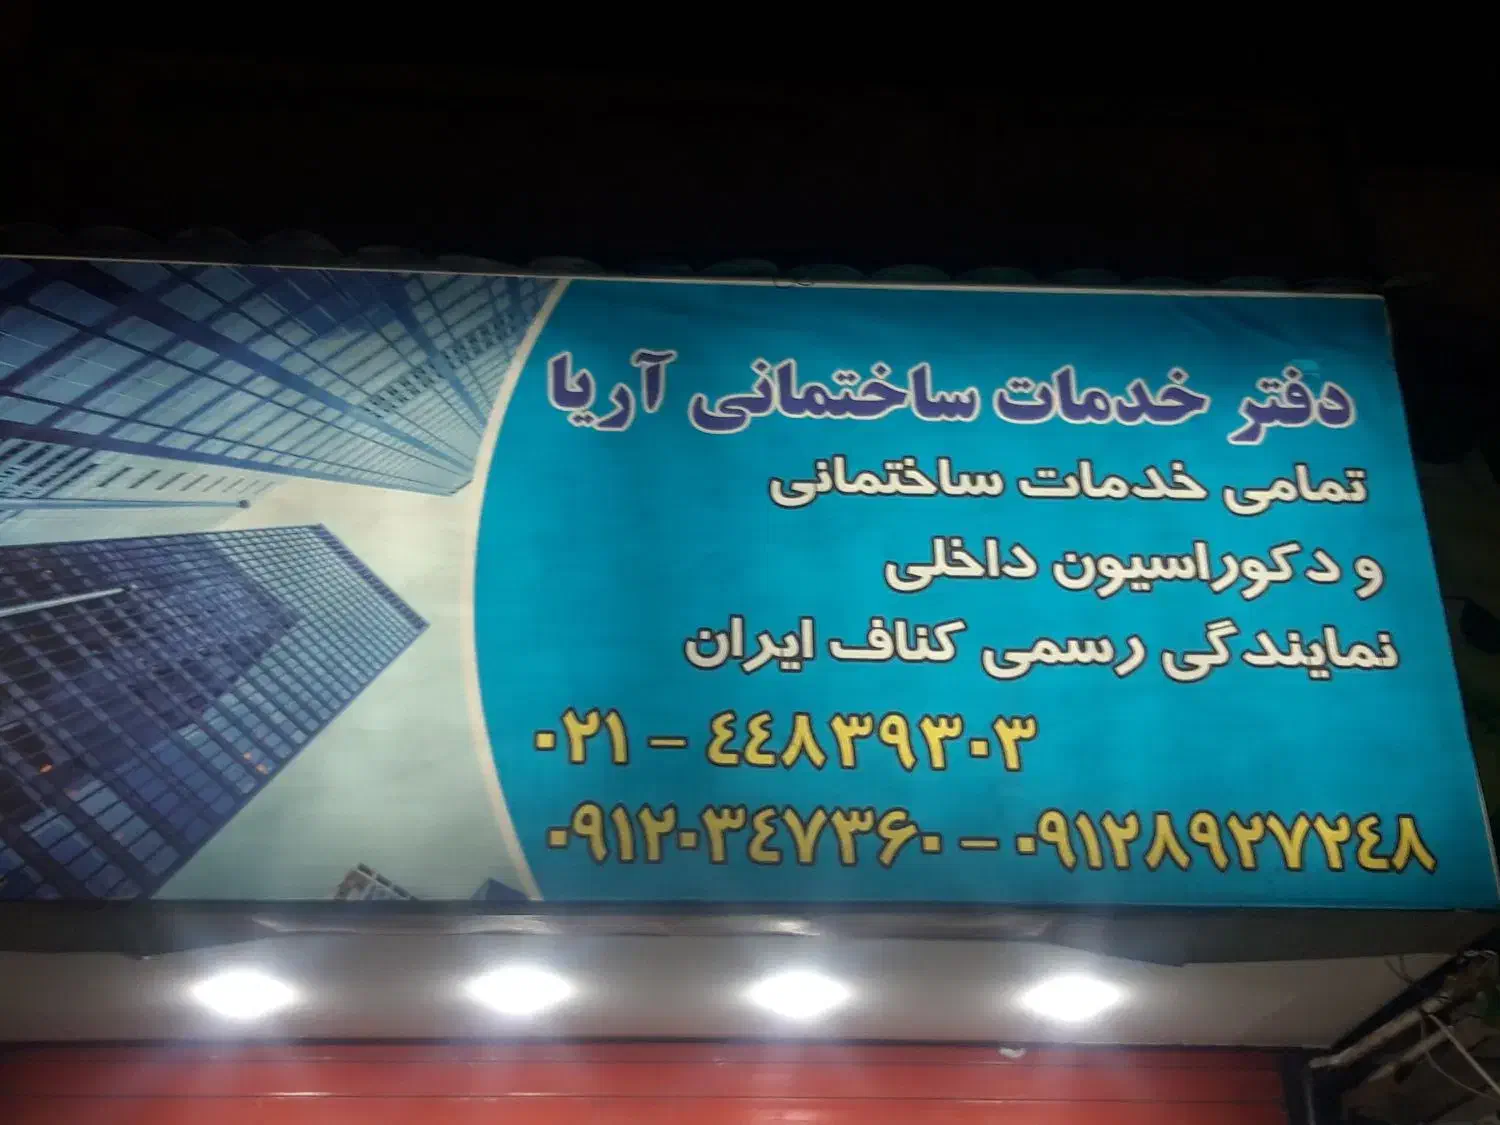 دفتر خدمات ساختمانی آریا
تمامی خدمات ساختمانی
و دکوراسیون داخلی
نمایندگی رسمی کناف ایران
۰۲۱ - ۴۴۸۳۹۳۰۳
۰۹۱۲۰۳۴۷۳۶۰ - ۰۹۱۲۸۹۲۷۲۴۸